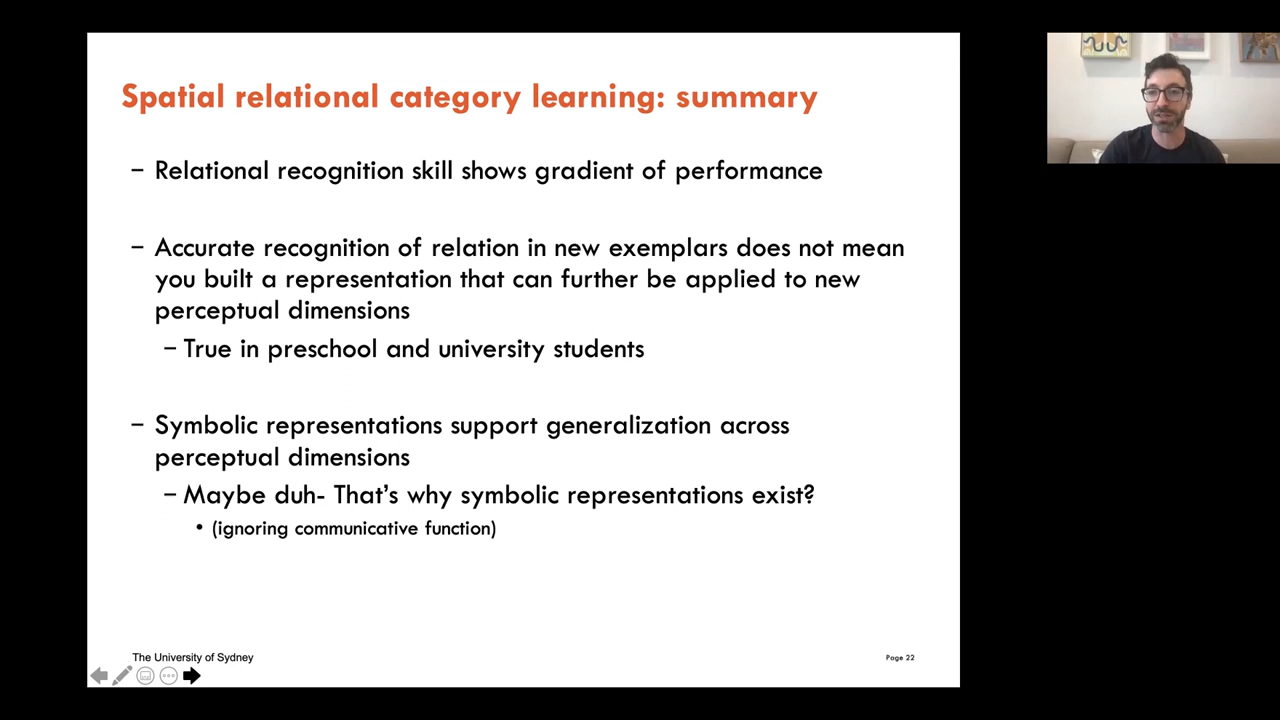 Spatial relational category learning: summary
– Relational recognition skill shows gradient of performance
– Accurate recognition of relation in new exemplars does not mean
you built a representation that can further be applied to new
perceptual dimensions
– True in preschool and university students
– Symbolic representations support generalization across
perceptual dimensions
– Maybe duh- That's why symbolic representations exist?
• (ignoring communicative function)
The University of Sydney
Page 22